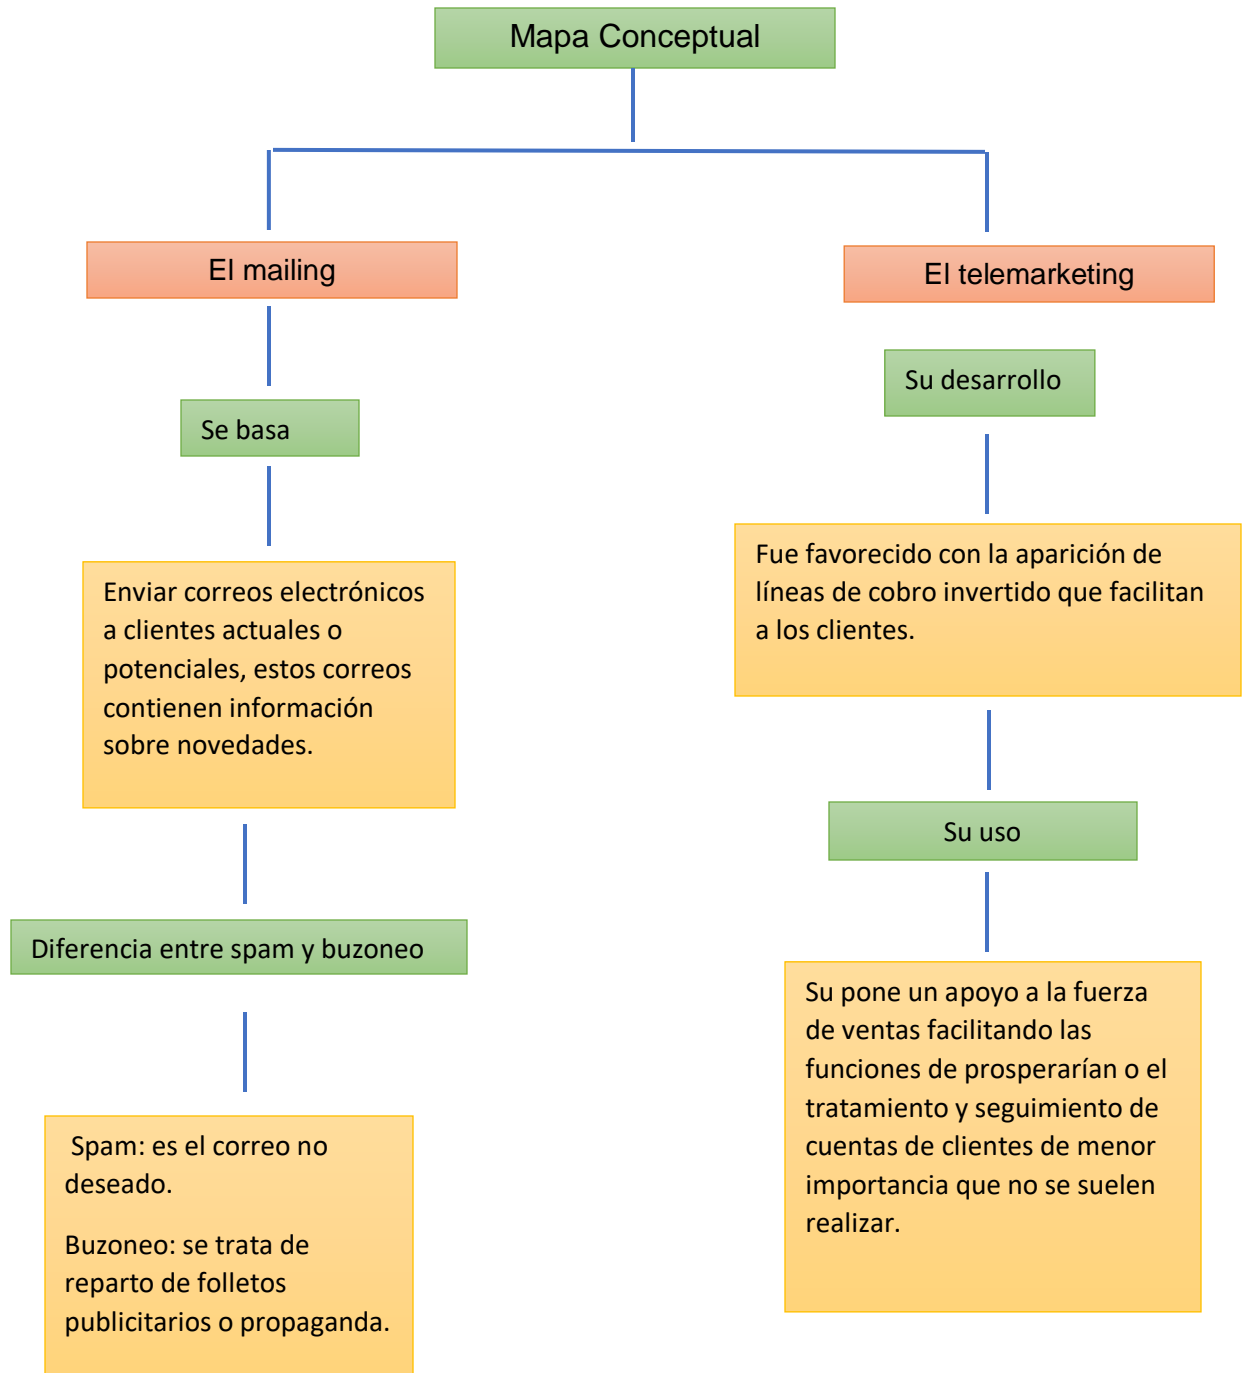 Mapa Conceptual
El mailing
Se basa
Enviar correos electrónicos
a clientes actuales o
potenciales, estos correos
contienen información
sobre novedades.
Diferencia entre spam y buzoneo
Spam: es el correo no
deseado.
Buzoneo: se trata de
reparto de folletos
publicitarios o propaganda.
El telemarketing
Su desarrollo
Fue favorecido con la aparición de
líneas de cobro invertido que facilitan
a los clientes.
Su uso
Su pone un apoyo a la fuerza
de ventas facilitando las
funciones de prosperarían o el
tratamiento y seguimiento de
cuentas de clientes de menor
importancia que no se suelen
realizar.